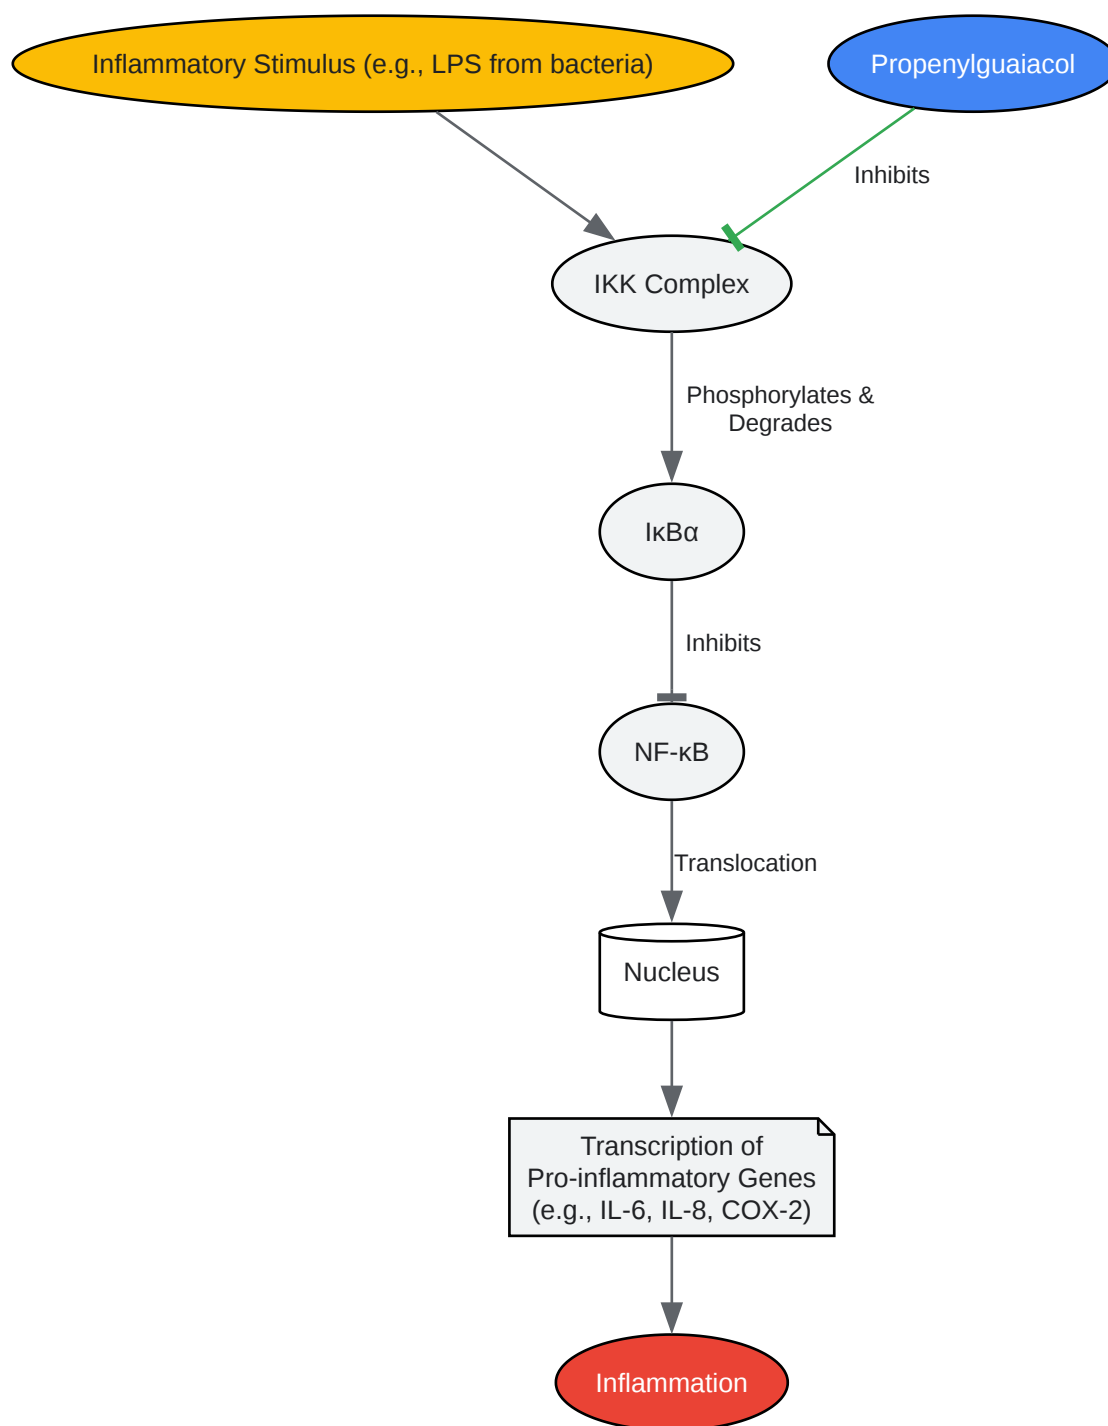 Inflammatory Stimulus (e.g., LPS from bacteria)
Propenylguaiacol
Inhibits
IKK Complex
Phosphorylates &
Degrades
IκBα
Inhibits
NF-κB
Translocation
Nucleus
Transcription of
Pro-inflammatory Genes
(e.g., IL-6, IL-8, COX-2)
Inflammation